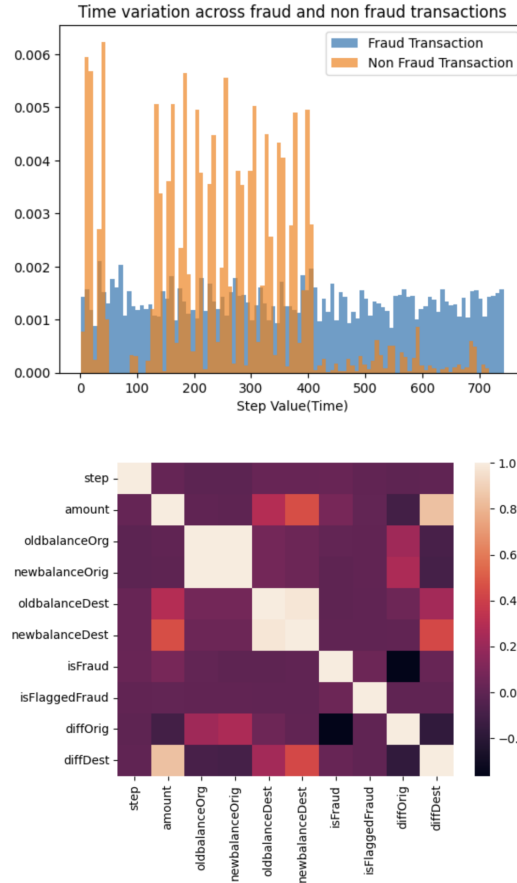 Time variation across fraud and non fraud transactions
Fraud Transaction
Non Fraud Transaction
0.006
0.005
0.004
0.003
0.002
0.001
0.000
0 100 200 300 400 500 600 700
Step Value(Time)
step
amount
oldbalanceOrg
newbalanceOrig
oldbalanceDest
newbalanceDest
isFraud
isFlaggedFraud
diffOrig
diffDest
1.0
0.8
0.6
0.4
0.2
0.0
step
amount
oldbalanceOrg
newbalanceOrig
oldbalanceDest
newbalanceDest
isFraud
isFlaggedFraud
diffOrig
diffDest